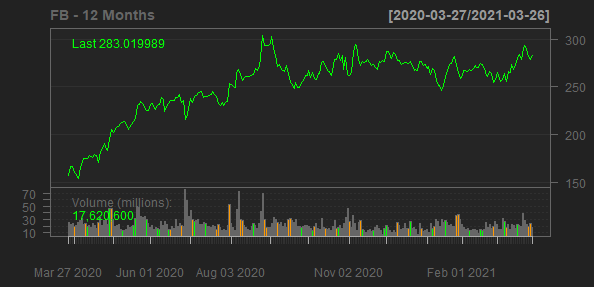 FB - 12 Months [2020-03-27/2021-03-26]
Last 283.019989
300
250
200
150
Volume (millions):
17,620,600
70
50
30
10
Mar 27 2020 Jun 01 2020 Aug 03 2020 Nov 02 2020 Feb 01 2021